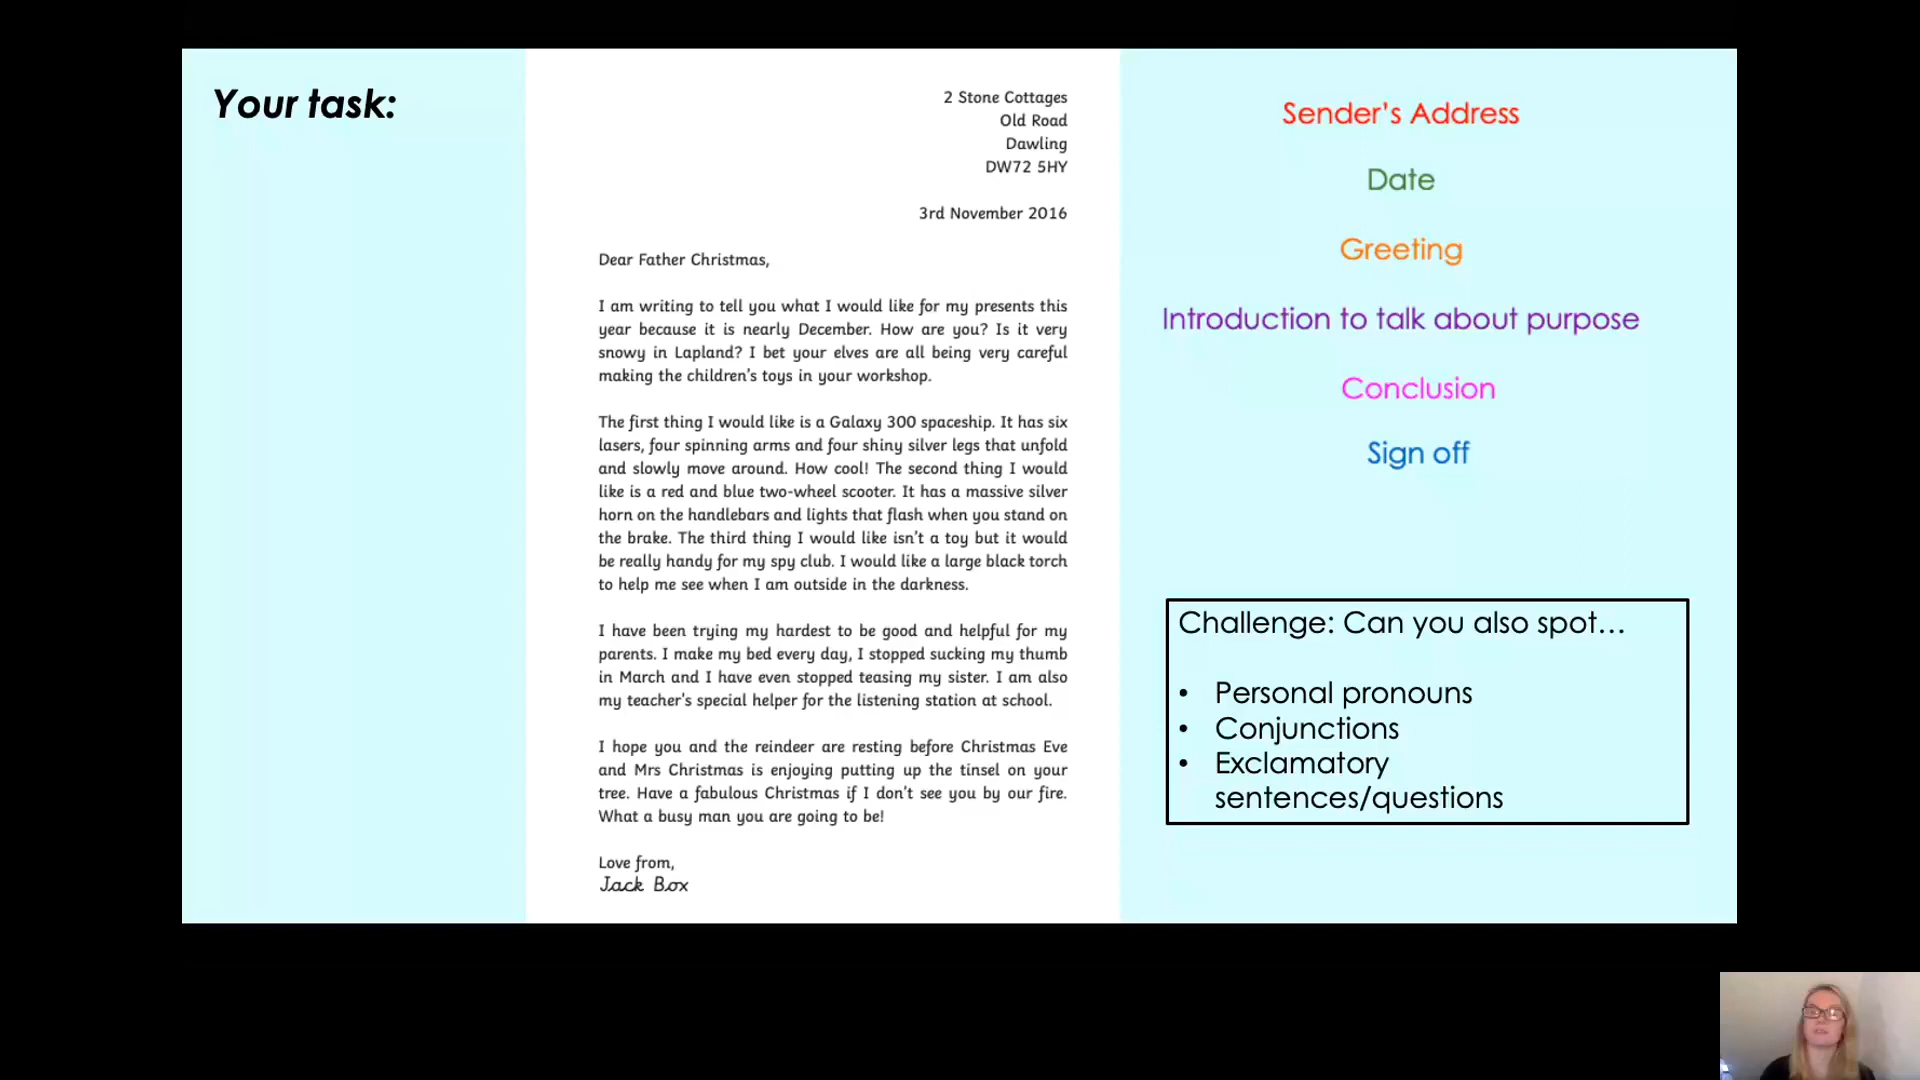 Your task:
2 Stone Cottages
Old Road
Dawling
DW72 5HY
3rd November 2016
Dear Father Christmas,
I am writing to tell you what I would like for my presents this
year because it is nearly December. How are you? Is it very
snowy in Lapland? I bet your elves are all being very careful
making the children's toys in your workshop.
The first thing I would like is a Galaxy 300 spaceship. It has six
lasers, four spinning arms and four shiny silver legs that unfold
and slowly move around. How cool! The second thing I would
like is a red and blue two-wheel scooter. It has a massive silver
horn on the handlebars and lights that flash when you stand on
the brake. The third thing I would like isn't a toy but it would
be really handy for my spy club. I would like a large black torch
to help me see when I am outside in the darkness.
I have been trying my hardest to be good and helpful for my
parents. I make my bed every day, I stopped sucking my thumb
in March and I have even stopped teasing my sister. I am also
my teacher's special helper for the listening station at school.
I hope you and the reindeer are resting before Christmas Eve
and Mrs Christmas is enjoying putting up the tinsel on your
tree. Have a fabulous Christmas if I don't see you by our fire.
What a busy man you are going to be!
Love from,
Jack Box
Sender's Address
Date
Greeting
Introduction to talk about purpose
Conclusion
Sign off
Challenge: Can you also spot...
• Personal pronouns
• Conjunctions
• Exclamatory
sentences/questions